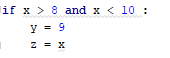 if x > 8 and x < 10 :
    y = 9
    z = x